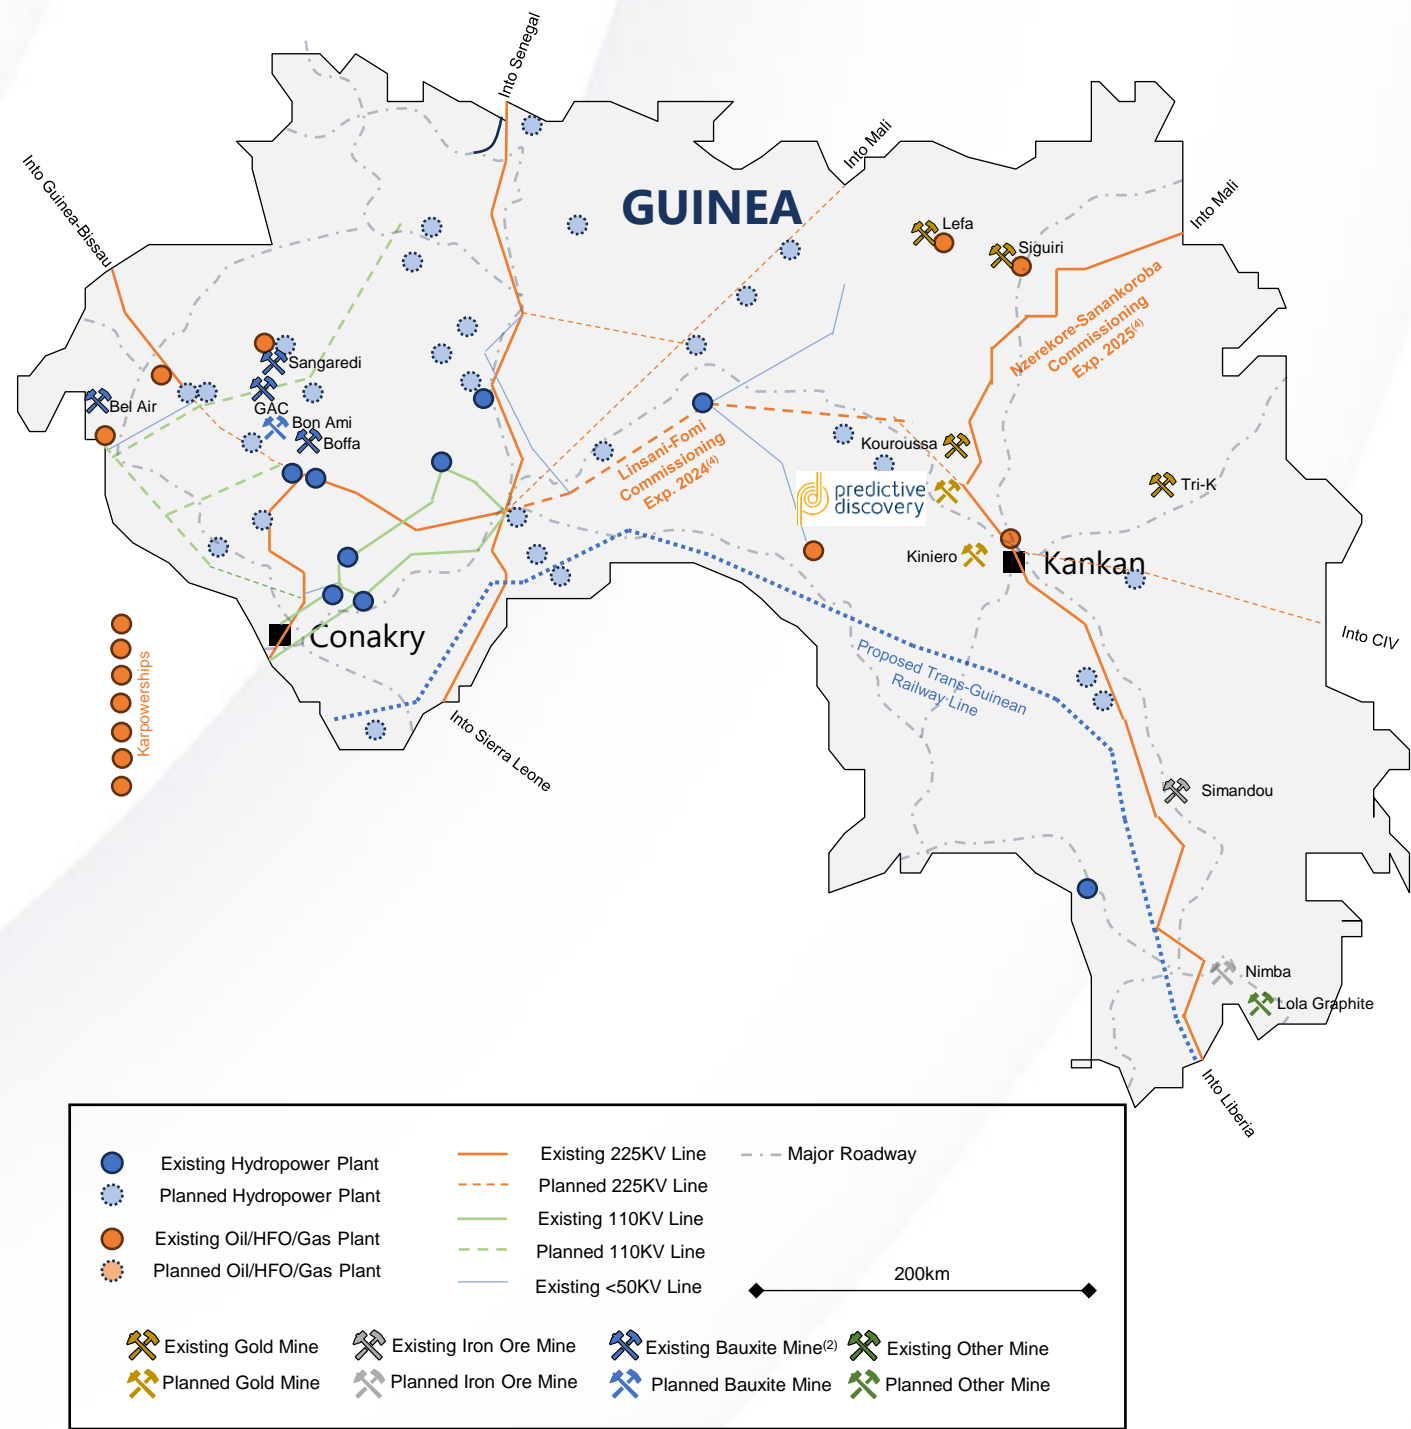 Into Senegal
Into Mali
Into Guinea-Bissau
GUINEA
Into Mali
Lefa
Siguiri
Nzerekore-Sanankoroba
Commissioning
Exp. 2025(4)
Sangaredi
Bel Air
GAC
Bon Ami
Boffa
Linsani-Fomi
Commissioning
Exp. 2024(4)
Kouroussa
predictive
discovery
Tri-K
Kiniero
Kankan
Conakry
Into CIV
Karpowerships
Proposed Trans-Guinean
Railway Line
Into Sierra Leone
Simandou
Nimba
Lola Graphite
Into Liberia
Existing Hydropower Plant
Planned Hydropower Plant
Existing Oil/HFO/Gas Plant
Planned Oil/HFO/Gas Plant
Existing 225KV Line
Planned 225KV Line
Existing 110KV Line
Planned 110KV Line
Existing <50KV Line
Major Roadway
200km
Existing Gold Mine
Planned Gold Mine
Existing Iron Ore Mine
Planned Iron Ore Mine
Existing Bauxite Mine(2)
Planned Bauxite Mine
Existing Other Mine
Planned Other Mine